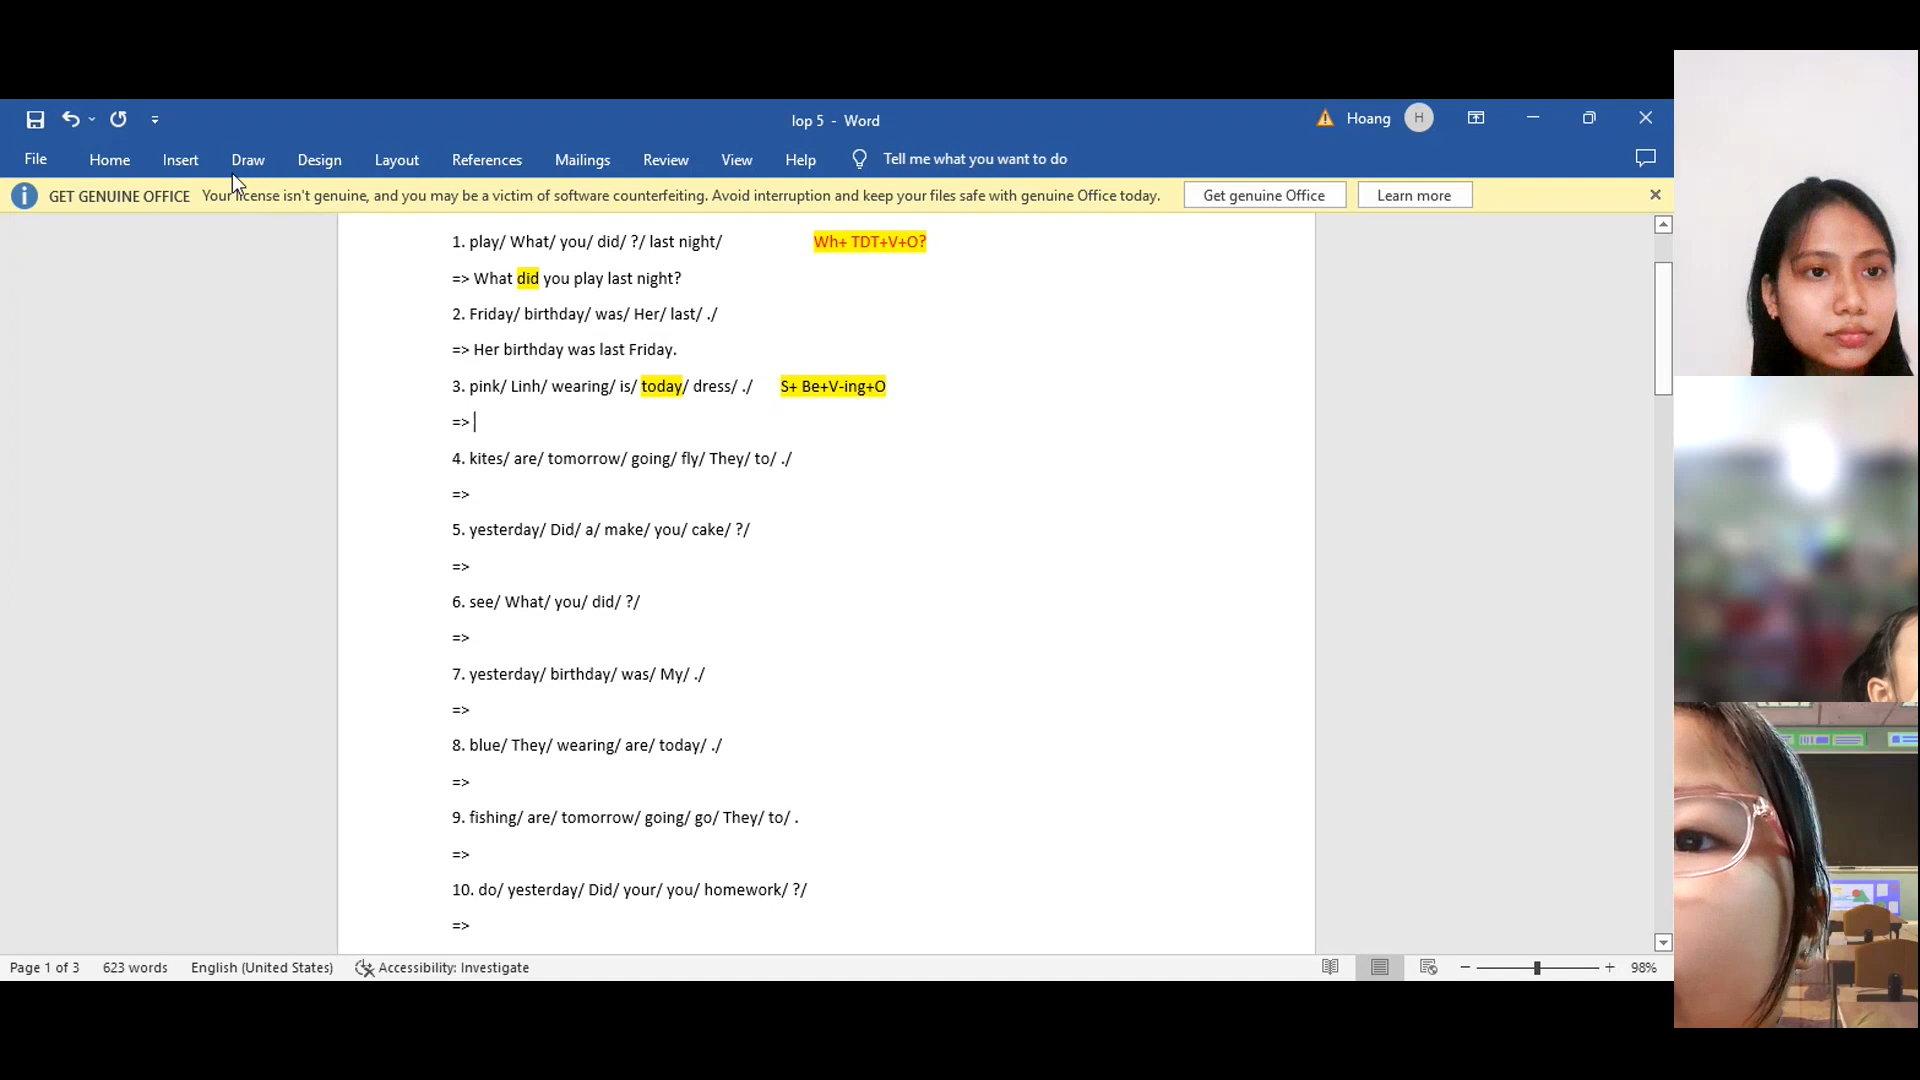 lop 5 - Word
Hoang
H
File Home Insert Draw Design Layout References Mailings Review View Help Tell me what you want to do
GET GENUINE OFFICE Your license isn't genuine, and you may be a victim of software counterfeiting. Avoid interruption and keep your files safe with genuine Office today. Get genuine Office Learn more
1. play/ What/ you/ did/ ?/ last night/ Wh+ TDT+V+O?
=> What did you play last night?
2. Friday/ birthday/ was/ Her/ last/ ./
=> Her birthday was last Friday.
3. pink/ Linh/ wearing/ is/ today/ dress/ ./ S+ Be+V-ing+O
=>
4. kites/ are/ tomorrow/ going/ fly/ They/ to/ ./
=>
5. yesterday/ Did/ a/ make/ you/ cake/ ?/
=>
6. see/ What/ you/ did/ ?/
=>
7. yesterday/ birthday/ was/ My/ ./
=>
8. blue/ They/ wearing/ are/ today/ ./
=>
9. fishing/ are/ tomorrow/ going/ go/ They/ to/ .
=>
10. do/ yesterday/ Did/ your/ you/ homework/ ?/
=>
Page 1 of 3 623 words English (United States) Accessibility: Investigate 98%